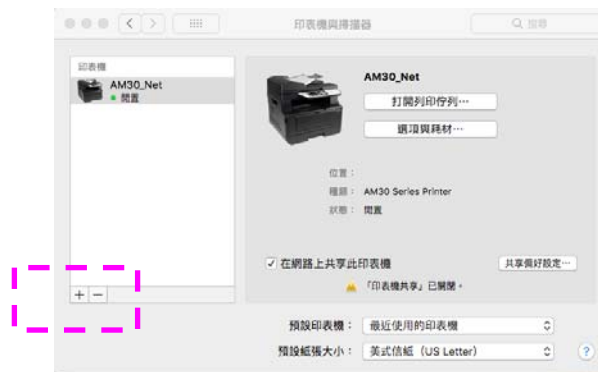 印表機與掃描器
搜尋
印表機
AM30_Net
閒置
AM30_Net
打開列印佇列…
選項與耗材…
位置：
種類： AM30 Series Printer
狀態： 閒置
在網路上共享此印表機
共享偏好設定…
「印表機共享」已關閉。
預設印表機： 最近使用的印表機
預設紙張大小： 美式信紙（US Letter）